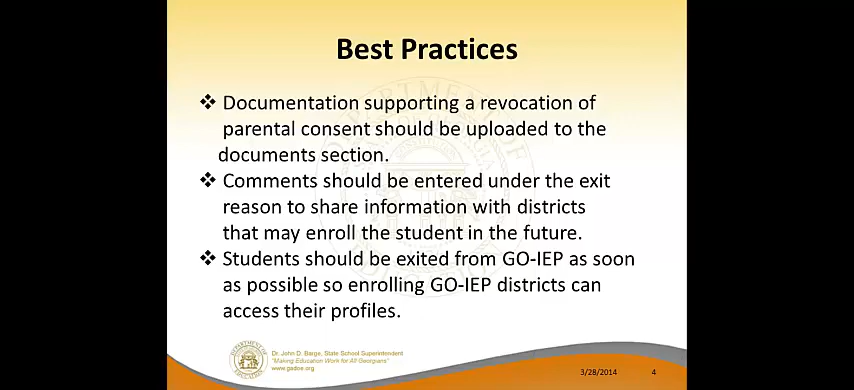 Best Practices
❖ Documentation supporting a revocation of
parental consent should be uploaded to the
documents section.
❖ Comments should be entered under the exit
reason to share information with districts
that may enroll the student in the future.
❖ Students should be exited from GO-IEP as soon
as possible so enrolling GO-IEP districts can
access their profiles.
Dr. John D. Barge, State School Superintendent
"Making Education Work for All Georgians"
www.gadoe.org
3/28/2014
4